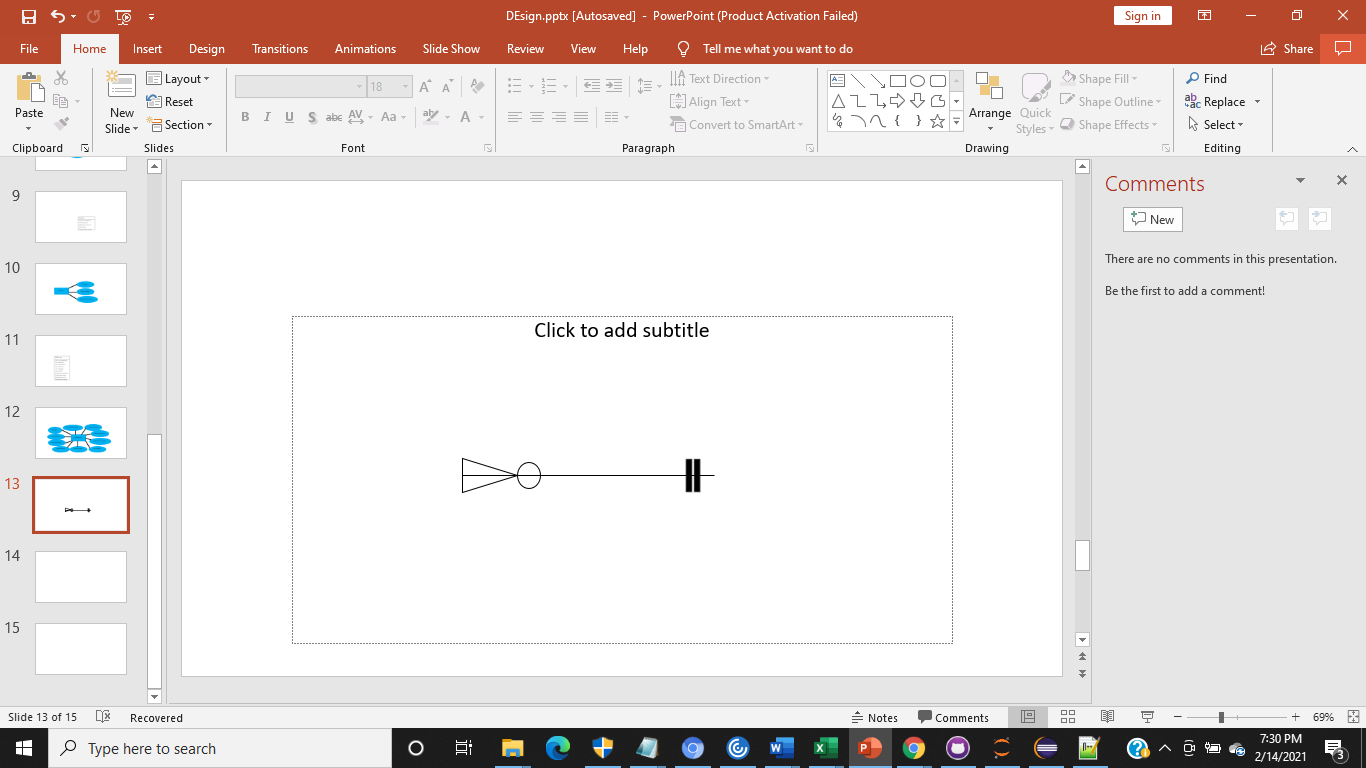 DEsign.pptx [Autosaved] - PowerPoint (Product Activation Failed)
Sign in
File Home Insert Design Transitions Animations Slide Show Review View Help Tell me what you want to do Share
Paste
Clipboard
New Slide
Layout
Reset
Section
Slides
18
B I U S abc AV Aa A
Font
Text Direction
Align Text
Convert to SmartArt
Paragraph
Arrange
Quick Styles
Shape Fill
Shape Outline
Shape Effects
Drawing
Find
Replace
Select
Editing
9
10
11
12
13
14
15
Click to add subtitle
Comments
New
There are no comments in this presentation.
Be the first to add a comment!
Slide 13 of 15 Recovered Notes Comments 69%
Type here to search
7:30 PM
2/14/2021
3